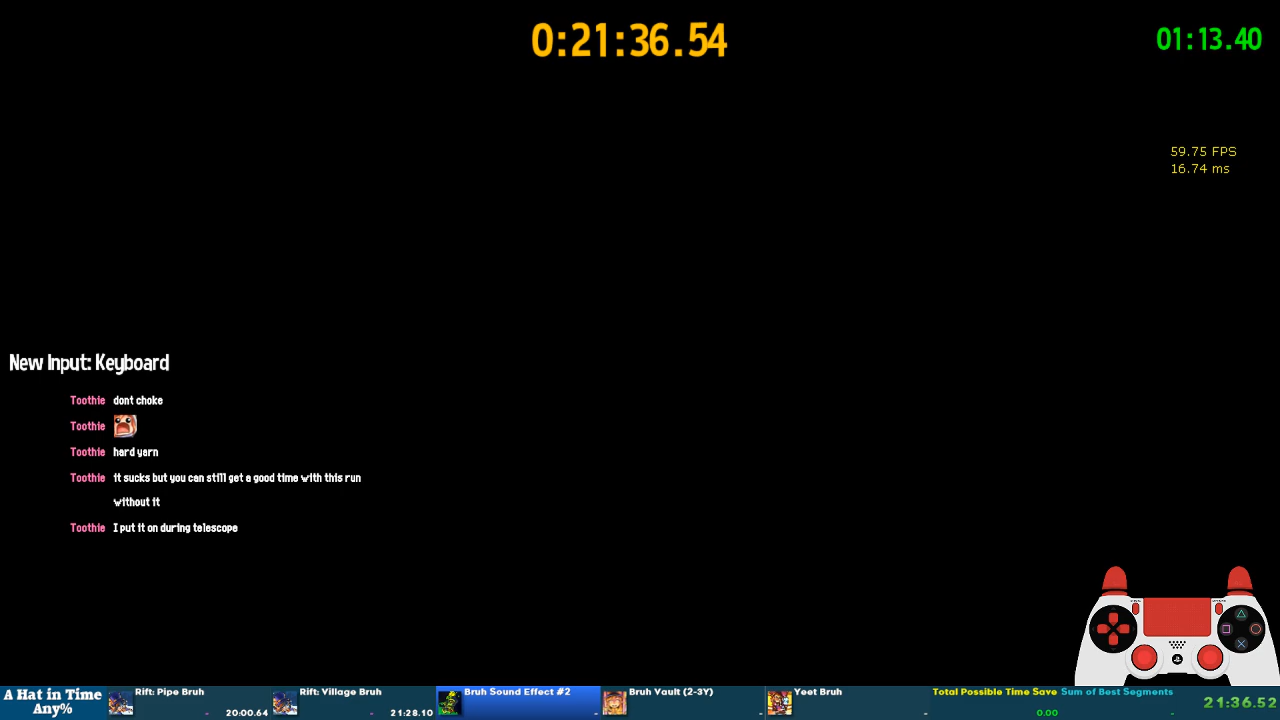 0:21:36.54
01:13.40
59.75 FPS
16.74 ms
New Input: Keyboard
Toothie dont choke
Toothie
Toothie hard yarn
Toothie it sucks but you can still get a good time with this run
without it
Toothie I put it on during telescope
A Hat in Time
Any%
Rift: Pipe Bruh
- 20:00.64
Rift: Village Bruh
- 21:28.10
Bruh Sound Effect #2
-
Bruh Vault (2-3Y)
-
Yeet Bruh
-
Total Possible Time Save
0.00
Sum of Best Segments
-
21:36.52